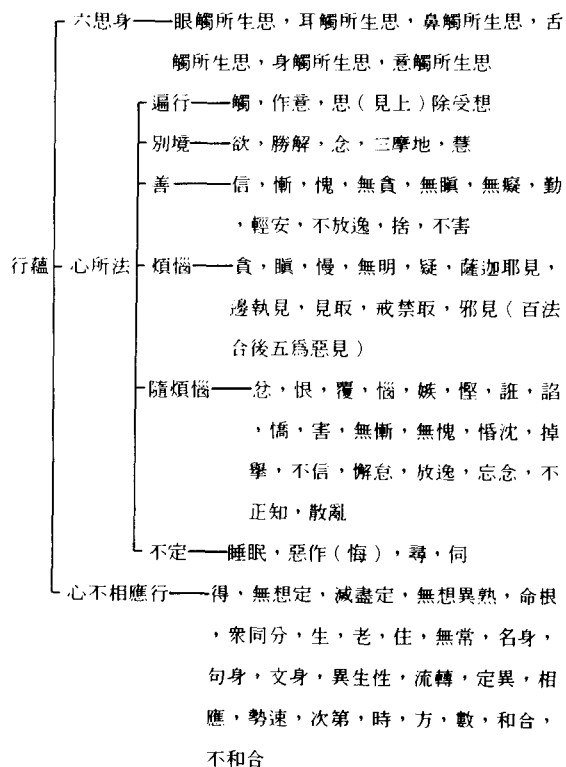 六思身——眼觸所生思，耳觸所生思，鼻觸所生思，舌
觸所生思，身觸所生思，意觸所生思
遍行——觸，作意，思（見上）除受想
別境——欲，勝解，念，三摩地，慧
善——信，慚，愧，無貪，無瞋，無癡，勤
，輕安，不放逸，捨，不害
行蘊 心所法 煩惱——貪，瞋，慢，無明，疑，薩迦耶見，
邊執見，見取，戒禁取，邪見（百法
合後五爲惡見）
隨煩惱——忿，恨，覆，惱，嫉，慳，誑，諂
，憍，害，無慚，無愧，惛沈，掉
舉，不信，懈怠，放逸，忘念，不
正知，散亂
不定——睡眠，惡作（悔），尋，伺
心不相應行——得，無想定，滅盡定，無想異熟，命根
，衆同分，生，老，住，無常，名身，
句身，文身，異生性，流轉，定異，相
應，勢速，次第，時，方，數，和合，
不和合